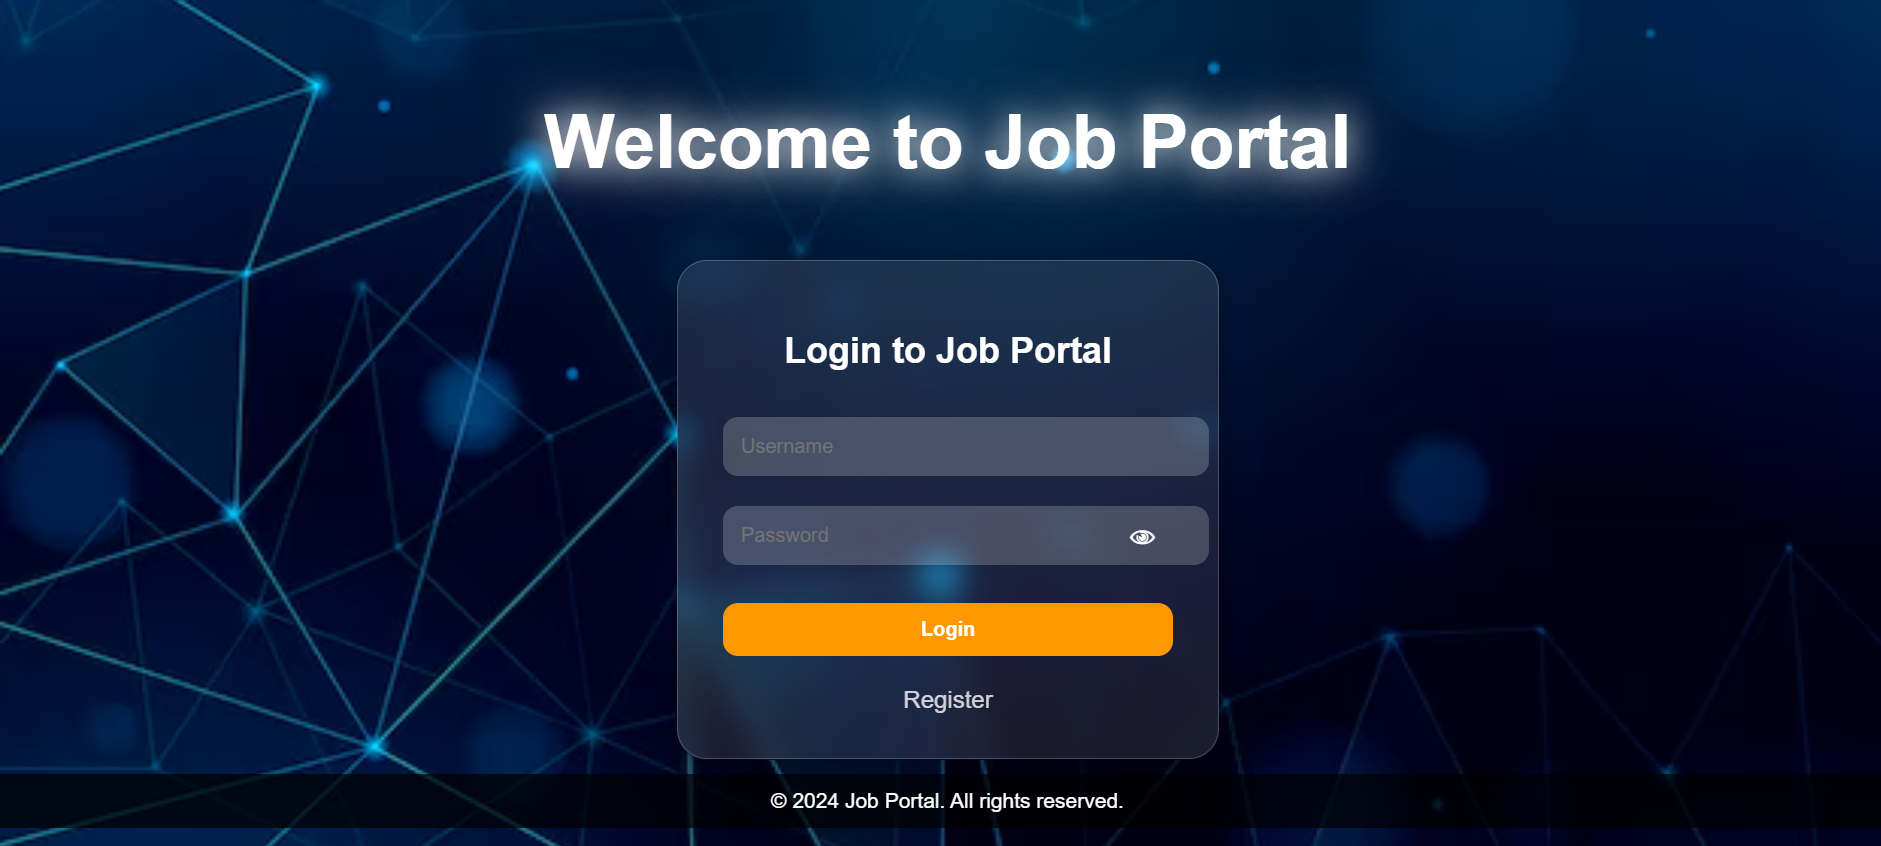 Welcome to Job Portal
Login to Job Portal
Username
Password
Login
Register
© 2024 Job Portal. All rights reserved.